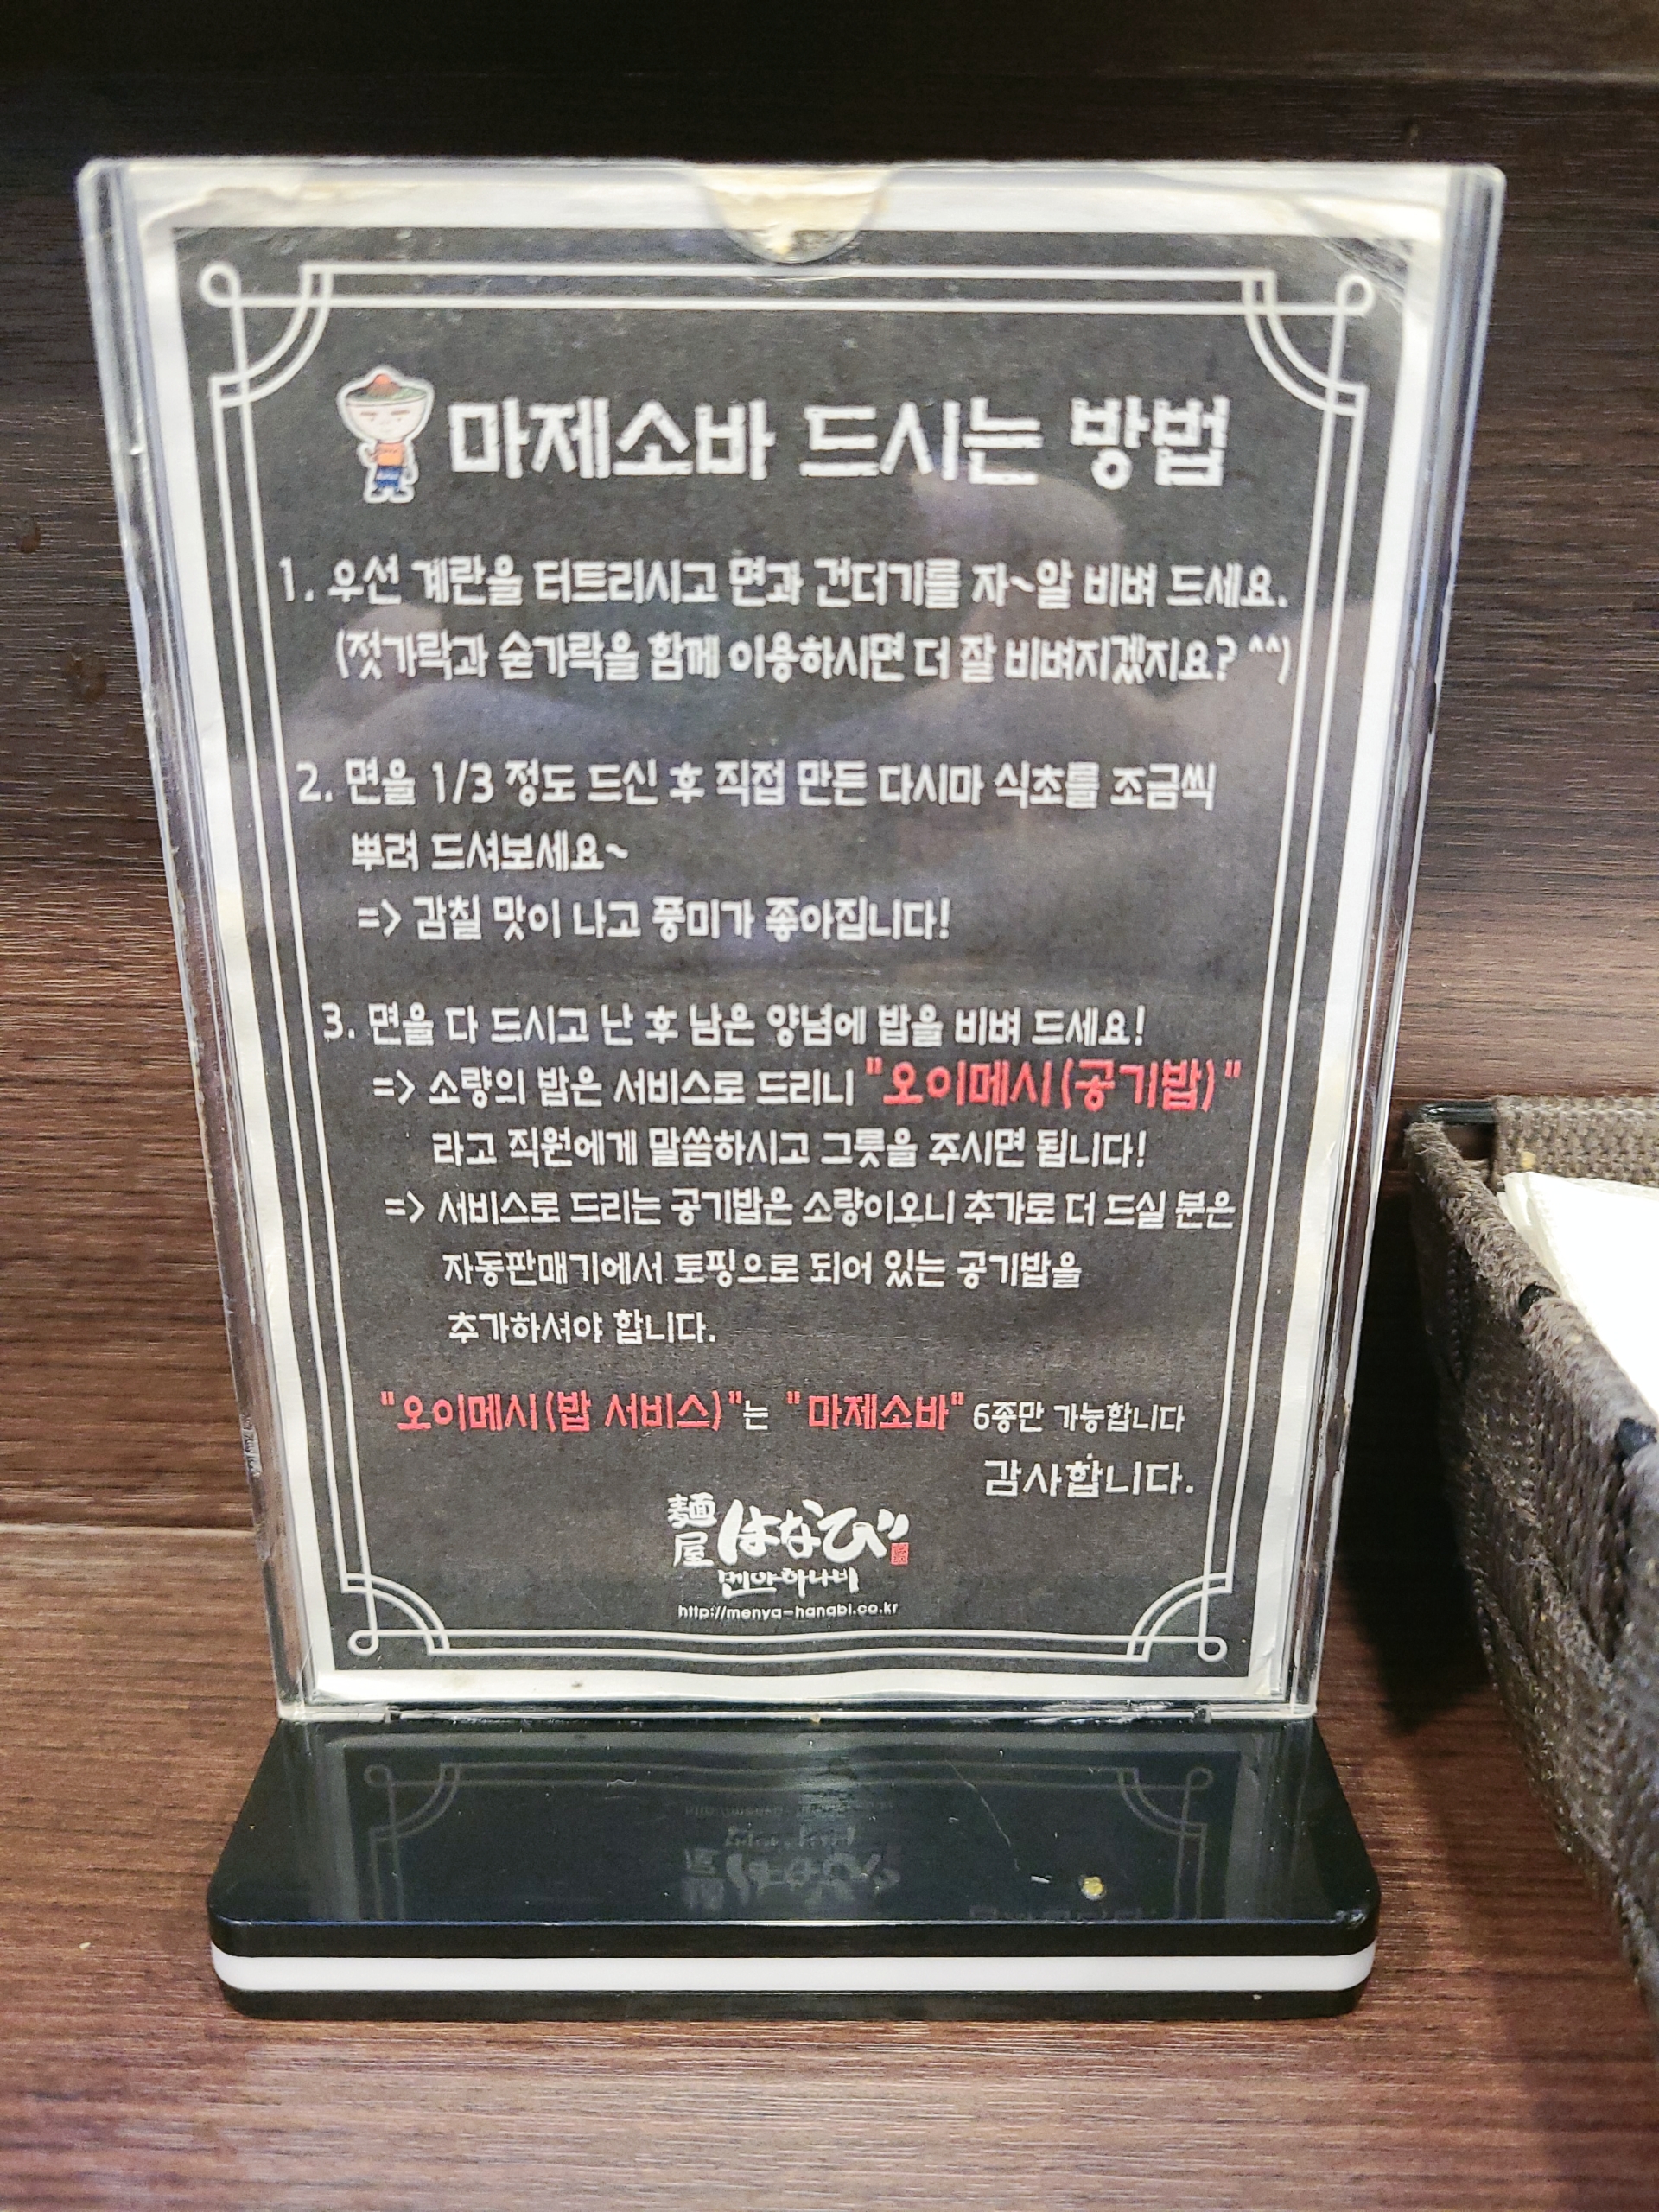 마제소바 드시는 방법
1. 우선 계란을 터트리시고 면과 건더기를 자~알 비벼 드세요.
(젓가락과 숟가락을 함께 이용하시면 더 잘 비벼지겠지요? ^^)
2. 면을 1/3 정도 드신 후 직접 만든 다시마 식초를 조금씩
뿌려 드셔보세요~
=> 감칠 맛이 나고 풍미가 좋아집니다!
3. 면을 다 드시고 난 후 남은 양념에 밥을 비벼 드세요!
=> 소량의 밥은 서비스로 드리니 "오이메시(공기밥)"
라고 직원에게 말씀하시고 그릇을 주시면 됩니다!
=> 서비스로 드리는 공기밥은 소량이오니 추가로 더 드실 분은
자동판매기에서 토핑으로 되어 있는 공기밥을
추가하셔야 합니다.
"오이메시(밥 서비스)"는 "마제소바" 6종만 가능합니다
감사합니다.
麺屋 はなび
멘야하나비
http://menya-hanabi.co.kr